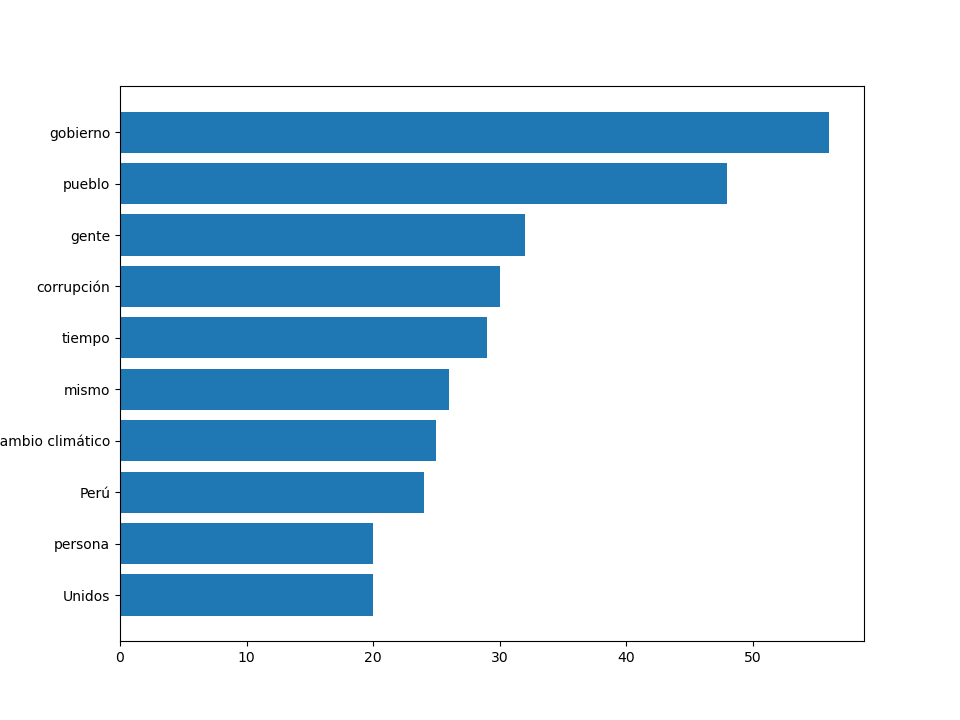 gobierno
pueblo
gente
corrupción
tiempo
mismo
ambio climático
Perú
persona
Unidos
0 10 20 30 40 50